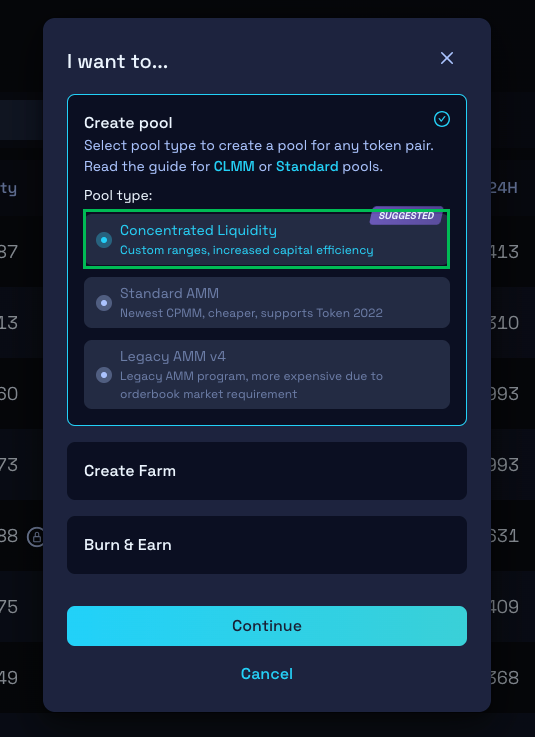 I want to...
Create pool
Select pool type to create a pool for any token pair.
Read the guide for CLMM or Standard pools.
Pool type:
SUGGESTED
Concentrated Liquidity
Custom ranges, increased capital efficiency
Standard AMM
Newest CPMM, cheaper, supports Token 2022
Legacy AMM v4
Legacy AMM program, more expensive due to
orderbook market requirement
Create Farm
Burn & Earn
Continue
Cancel
ty
24H
87
413
13
310
60
993
73
993
88
631
75
409
49
368